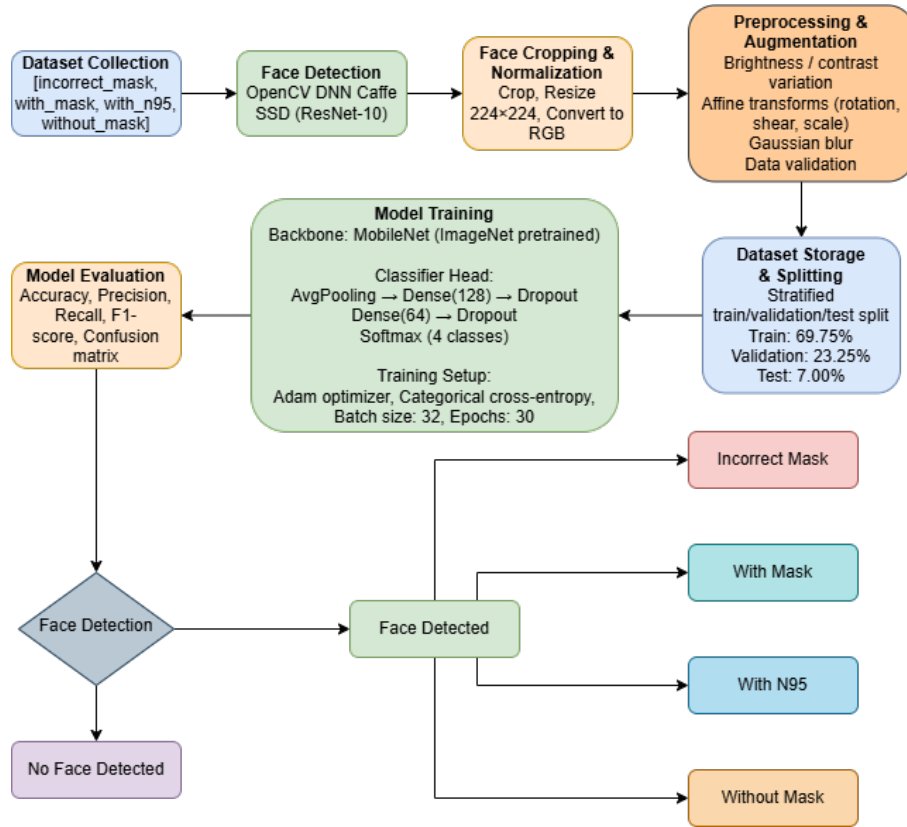 Dataset Collection
[incorrect_mask,
with_mask, with_n95,
without_mask]
Face Detection
OpenCV DNN Caffe
SSD (ResNet-10)
Face Cropping &
Normalization
Crop, Resize
224×224, Convert to
RGB
Preprocessing &
Augmentation
Brightness / contrast
variation
Affine transforms (rotation,
shear, scale)
Gaussian blur
Data validation
Dataset Storage
& Splitting
Stratified
train/validation/test split
Train: 69.75%
Validation: 23.25%
Test: 7.00%
Model Training
Backbone: MobileNet (ImageNet pretrained)
Classifier Head:
AvgPooling → Dense(128) → Dropout
Dense(64) → Dropout
Softmax (4 classes)
Training Setup:
Adam optimizer, Categorical cross-entropy,
Batch size: 32, Epochs: 30
Model Evaluation
Accuracy, Precision,
Recall, F1-
score, Confusion
matrix
Face Detection
No Face Detected
Face Detected
Incorrect Mask
With Mask
With N95
Without Mask